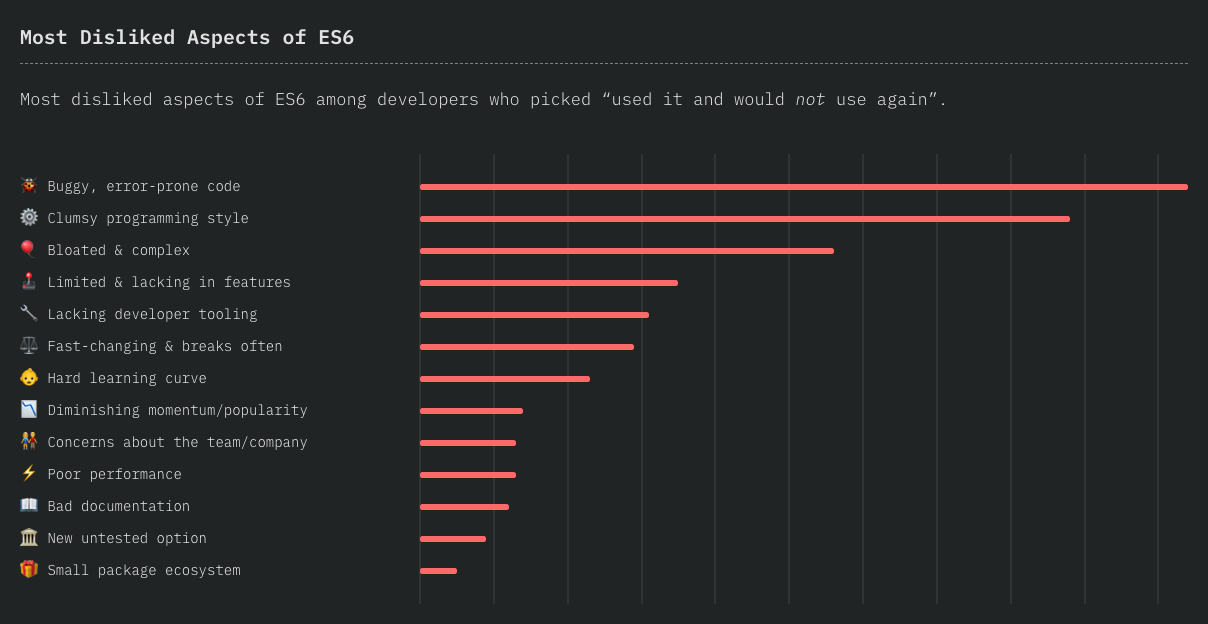 Most Disliked Aspects of ES6
Most disliked aspects of ES6 among developers who picked “used it and would not use again”.
Buggy, error-prone code
Clumsy programming style
Bloated & complex
Limited & lacking in features
Lacking developer tooling
Fast-changing & breaks often
Hard learning curve
Diminishing momentum/popularity
Concerns about the team/company
Poor performance
Bad documentation
New untested option
Small package ecosystem